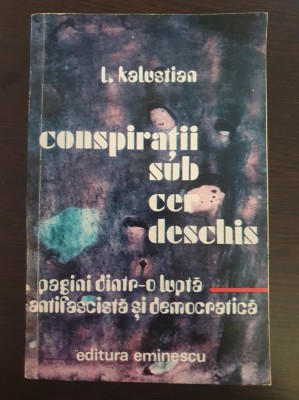 l. kalustian
conspirații
sub
cer
deschis
pagini dintr-o luptă
antifascistă și democratică
editura eminescu